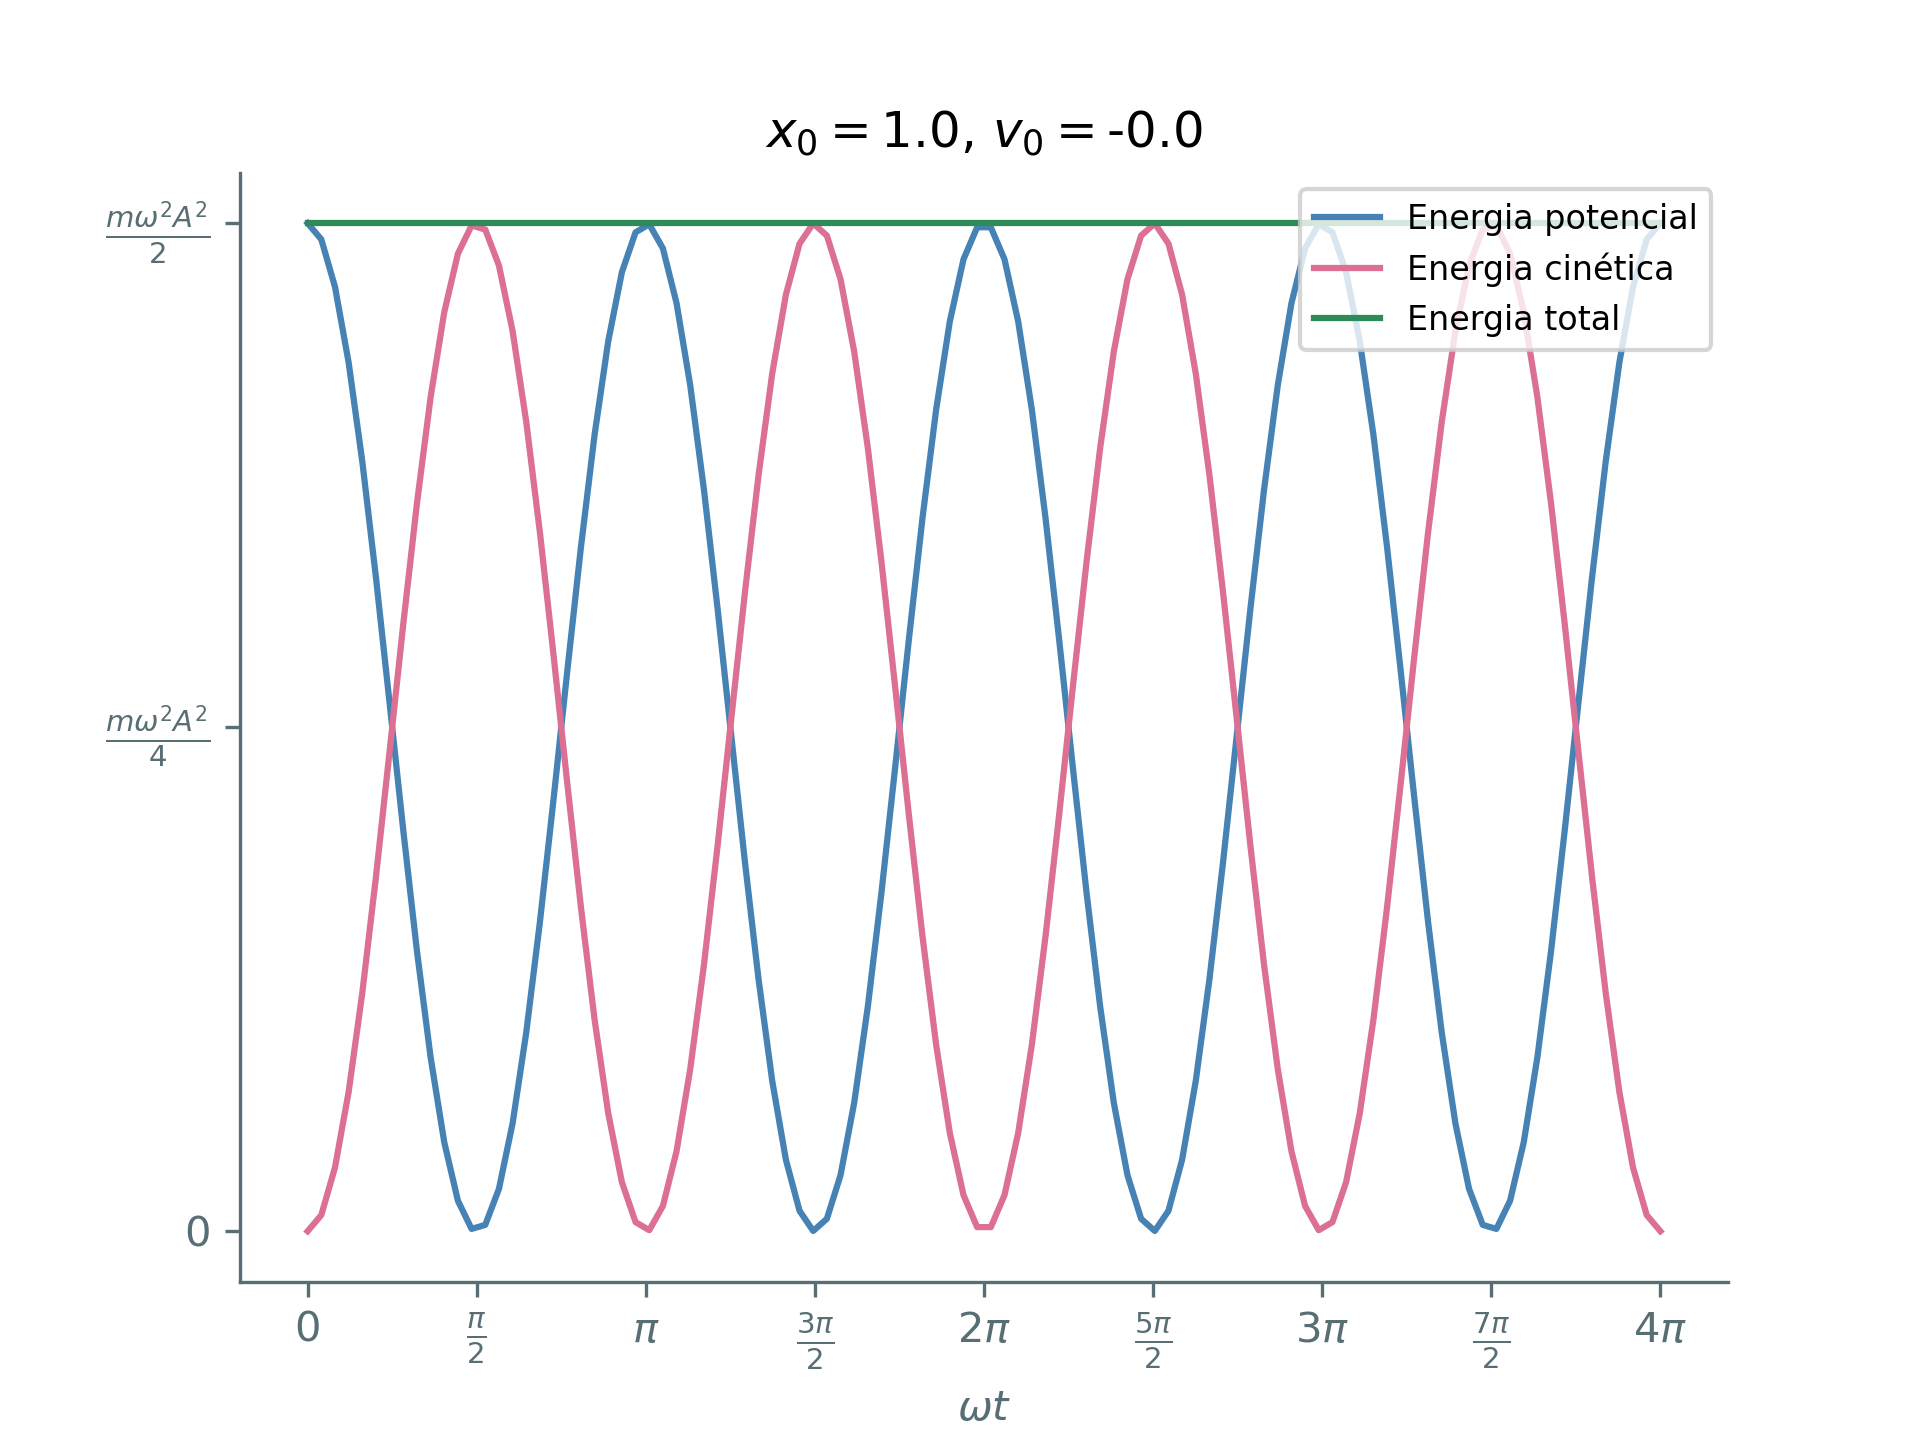 x₀ = 1.0, v₀ = -0.0
Energia potencial
Energia cinética
Energia total
mω²A²/2
mω²A²/4
0
0 π/2 π 3π/2 2π 5π/2 3π 7π/2 4π
ωt